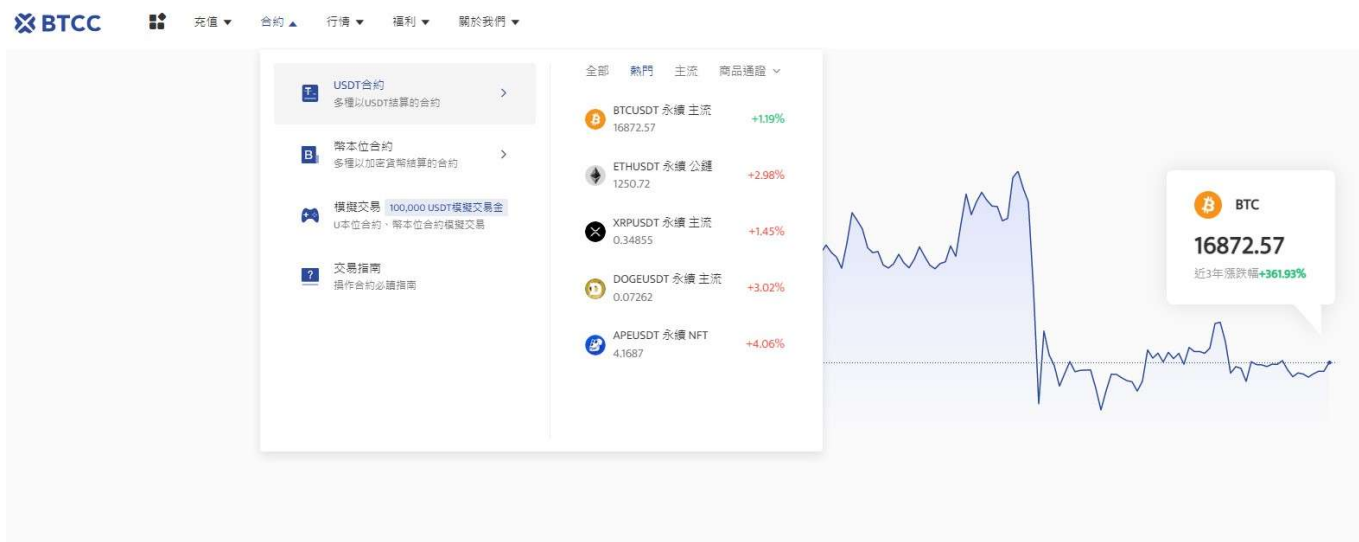 BTCC
充值 ▼
合約 ▲
行情 ▼
福利 ▼
關於我們 ▼
USDT合約
多種以USDT結算的合約
幣本位合約
多種以加密貨幣結算的合約
模擬交易 100,000 USDT模擬交易金
U本位合約、幣本位合約模擬交易
交易指南
操作合約必讀指南
全部 熱門 主流 商品通證
BTCUSDT 永續 主流
16872.57
+1.19%
ETHUSDT 永續 公鏈
1250.72
+2.98%
XRPUSDT 永續 主流
0.34855
+1.45%
DOGEUSDT 永續 主流
0.07262
+3.02%
APEUSDT 永續 NFT
4.1687
+4.06%
BTC
16872.57
近3年漲跌幅+361.93%